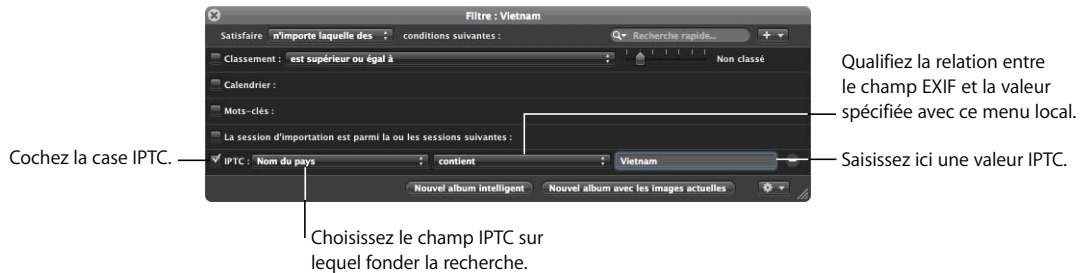 Filtre : Vietnam
Satisfaire n'importe laquelle des conditions suivantes : Recherche rapide...
Classement : est supérieur ou égal à Non classé
Calendrier :
Mots-clés :
La session d'importation est parmi la ou les sessions suivantes :
IPTC : Nom du pays contient Vietnam
Nouvel album intelligent Nouvel album avec les images actuelles
Qualifiez la relation entre
le champ EXIF et la valeur
spécifiée avec ce menu local.
Cochez la case IPTC.
Saisissez ici une valeur IPTC.
Choisissez le champ IPTC sur
lequel fonder la recherche.